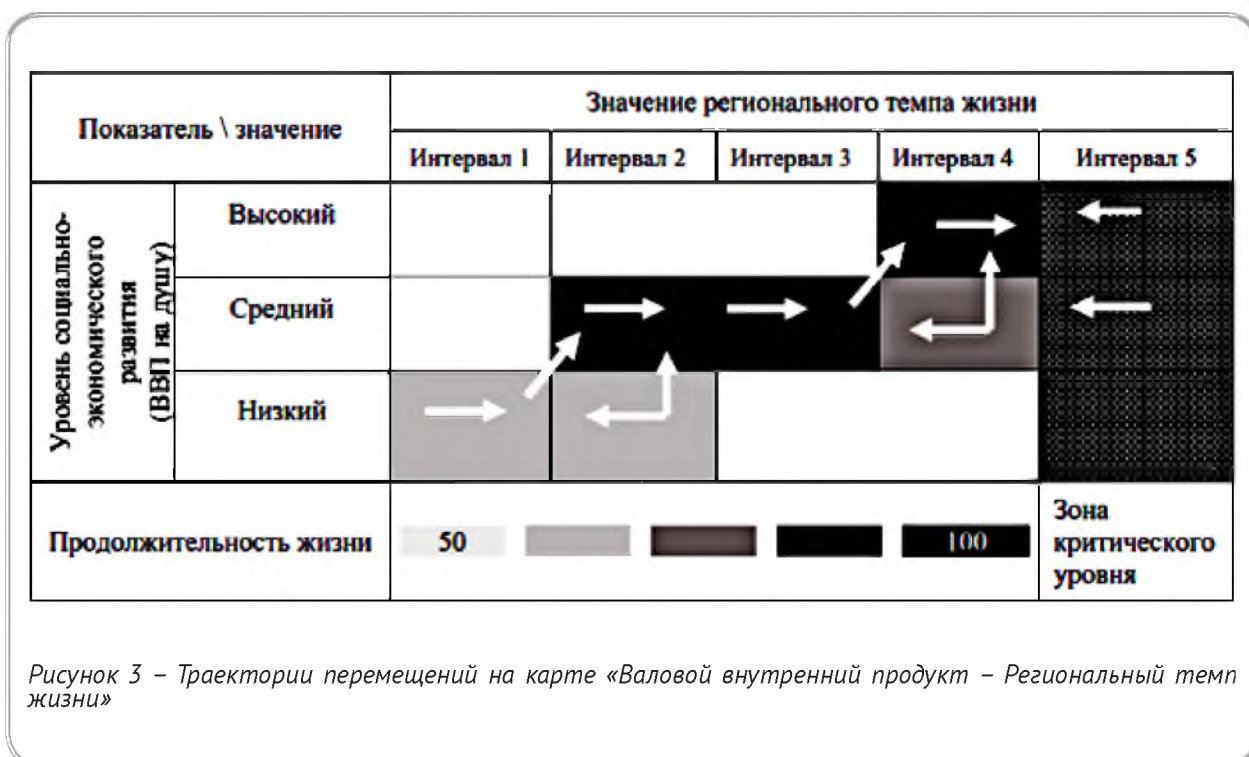 Показатель \ значение
Значение регионального темпа жизни
Интервал 1
Интервал 2
Интервал 3
Интервал 4
Интервал 5
Уровень социально-
экономического
развития
(ВВП на душу)
Высокий
Средний
Низкий
Продолжительность жизни
50
100
Зона
критического
уровня
Рисунок 3 – Траектории перемещений на карте «Валовой внутренний продукт – Региональный темп
жизни»